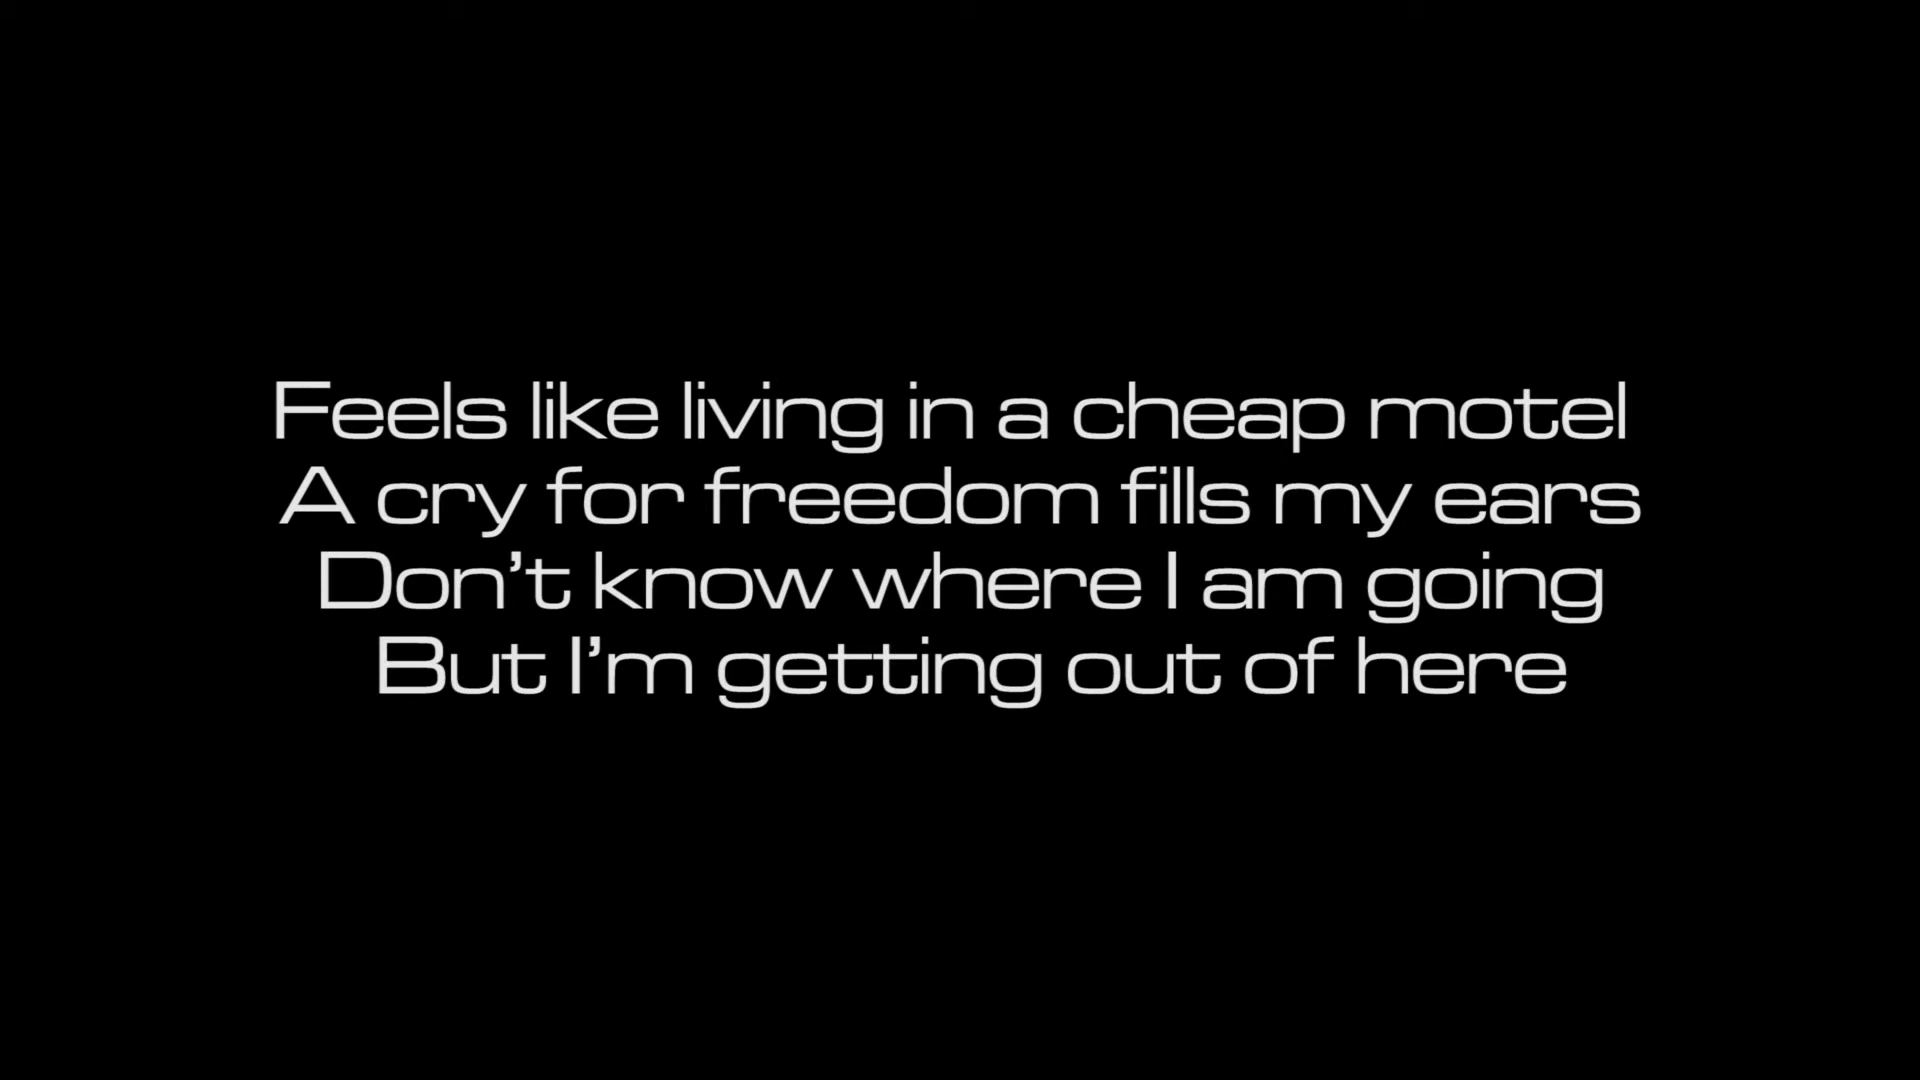 Feels like living in a cheap motel
A cry for freedom fills my ears
Don’t know where I am going
But I’m getting out of here